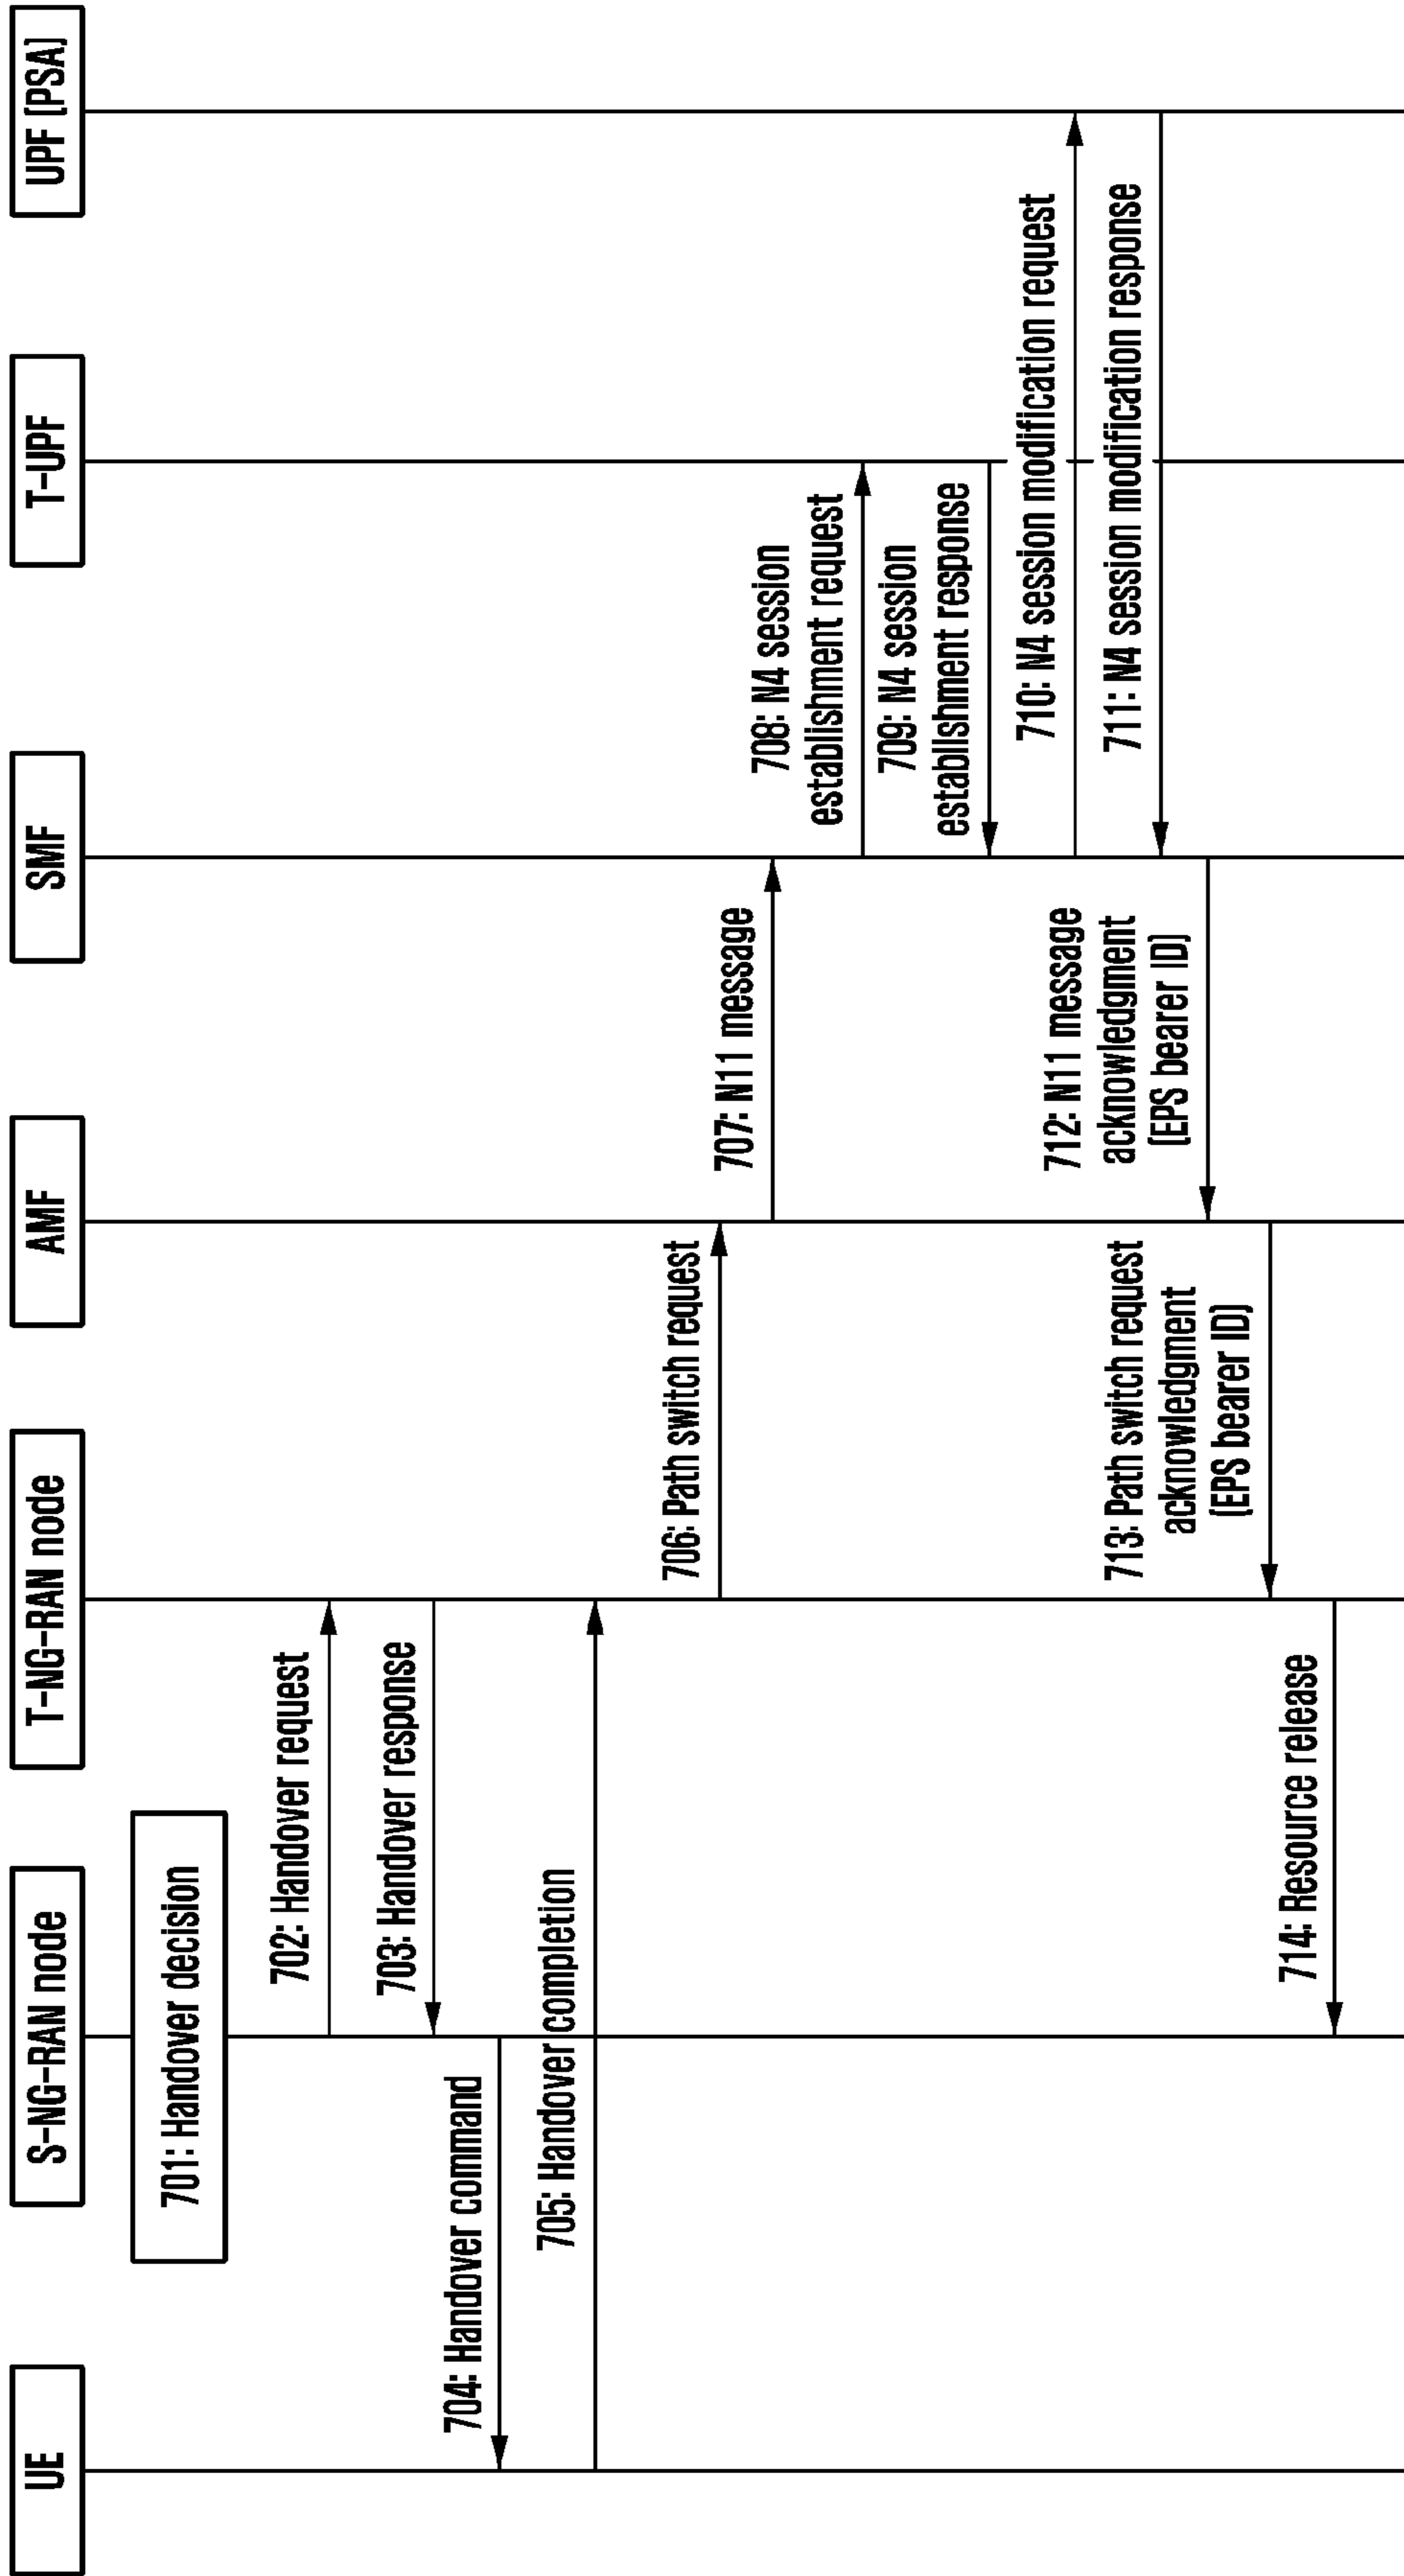 UE
S-NG-RAN node
T-NG-RAN node
AMF
SMF
T-UPF
UPF (PSA)
701: Handover decision
702: Handover request
703: Handover response
704: Handover command
705: Handover completion
706: Path switch request
707: N11 message
708: N4 session
establishment request
709: N4 session
establishment response
710: N4 session modification request
711: N4 session modification response
712: N11 message
acknowledgment
(EPS bearer ID)
713: Path switch request
acknowledgment
(EPS bearer ID)
714: Resource release